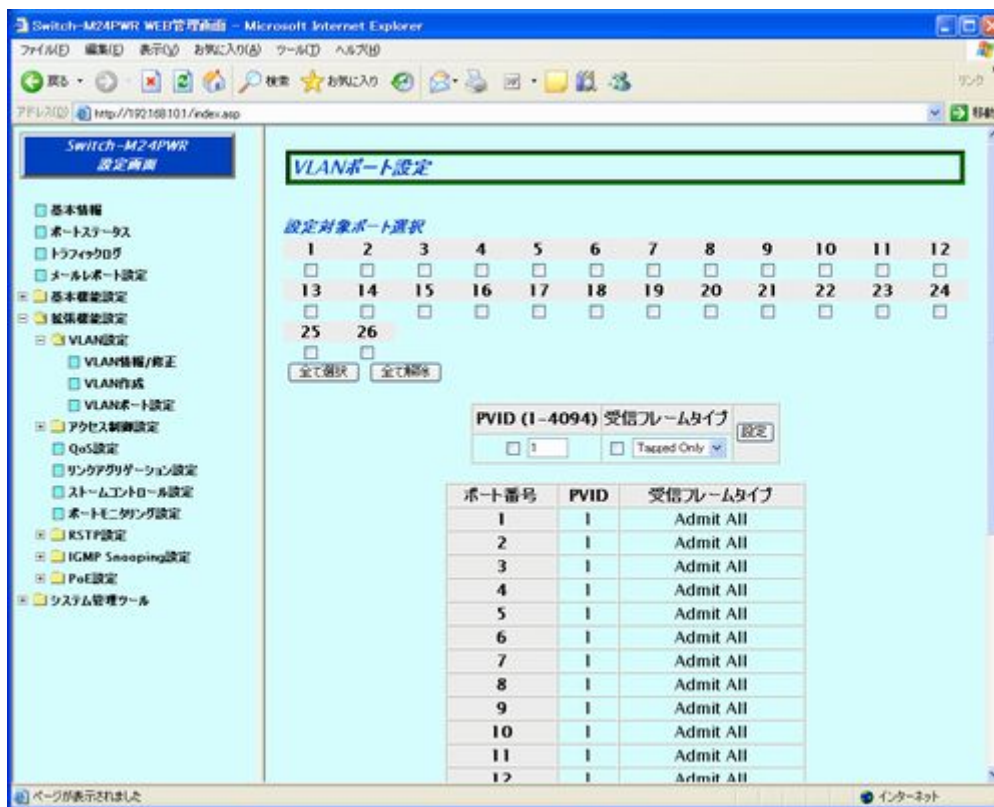 Switch-M24PWR WEB管理画面 - Microsoft Internet Explorer
ファイル(F) 編集(E) 表示(V) お気に入り(A) ツール(T) ヘルプ(H)
戻る 検索 お気に入り リンク
アドレス(D) http://192.168.10.1/index.asp 移動
Switch-M24PWR
設定画面
基本情報
ポートステータス
トラフィックログ
メールレポート設定
基本機能設定
拡張機能設定
VLAN設定
VLAN情報/修正
VLAN作成
VLANポート設定
アクセス制御設定
QoS設定
リンクアグリゲーション設定
ストームコントロール設定
ポートモニタリング設定
RSTP設定
IGMP Snooping設定
PoE設定
システム管理ツール
VLANポート設定
設定対象ポート選択
1 2 3 4 5 6 7 8 9 10 11 12
13 14 15 16 17 18 19 20 21 22 23 24
25 26
全て選択 全て解除
PVID (1-4094) 受信フレームタイプ 設定
1 Tagged Only
ポート番号 PVID 受信フレームタイプ
1 1 Admit All
2 1 Admit All
3 1 Admit All
4 1 Admit All
5 1 Admit All
6 1 Admit All
7 1 Admit All
8 1 Admit All
9 1 Admit All
10 1 Admit All
11 1 Admit All
12 1 Admit All
ページが表示されました インターネット